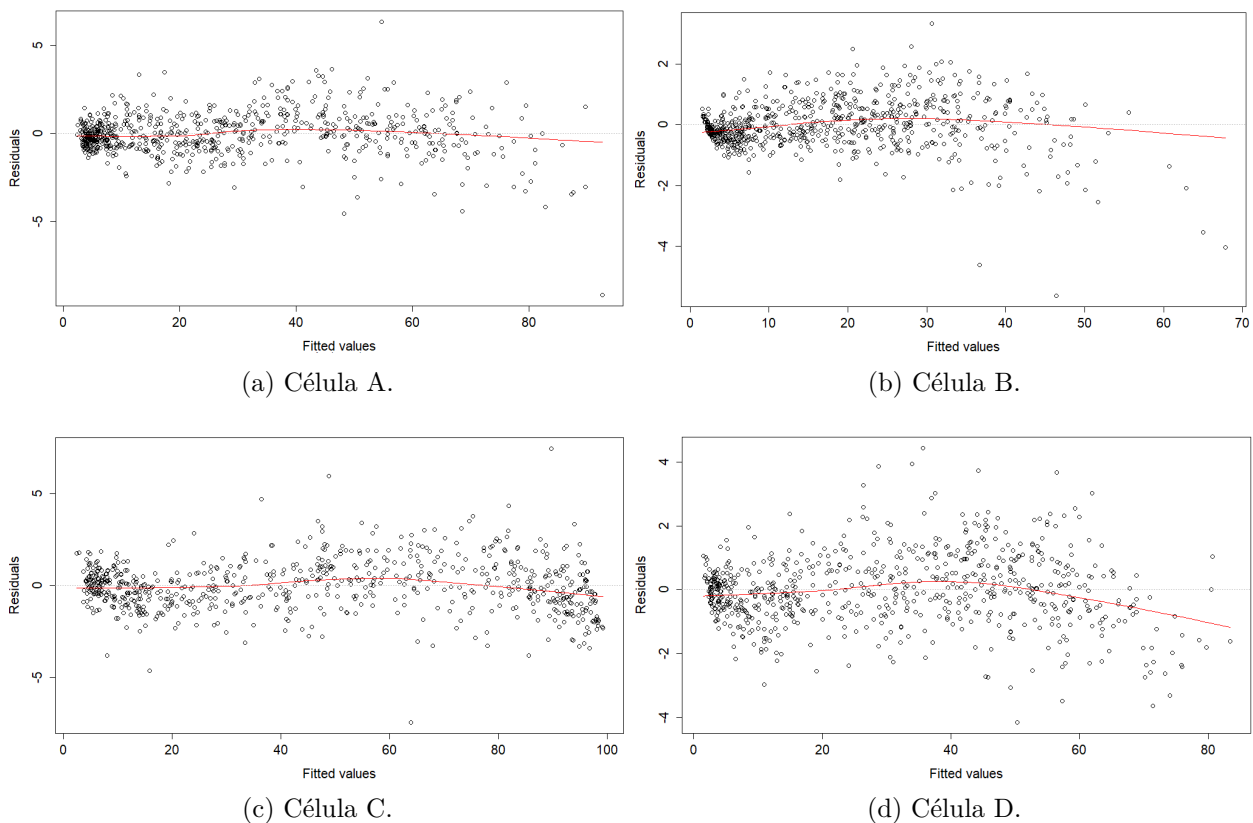 Residuals
5
0
-5
0 20 40 60 80
Fitted values
(a) Célula A.
Residuals
2
0
-2
-4
0 10 20 30 40 50 60 70
Fitted values
(b) Célula B.
Residuals
5
0
-5
0 20 40 60 80 100
Fitted values
(c) Célula C.
Residuals
4
2
0
-2
-4
0 20 40 60 80
Fitted values
(d) Célula D.